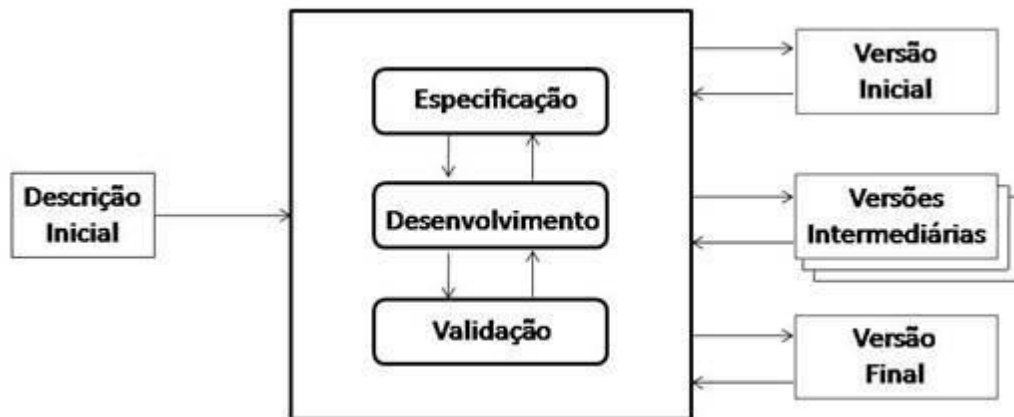 Descrição
Inicial
Especificação
Desenvolvimento
Validação
Versão
Inicial
Versões
Intermediárias
Versão
Final